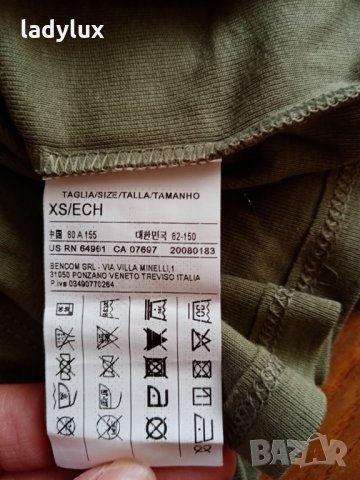 ladylux
TAGLIA/SIZE/TALLA/TAMANHO
XS/ECH
中国 80 A 155 대한민국 82-150
US RN 64961 CA 07697 20080183
BENCOM SRL - VIA VILLA MINELLI,1
31050 PONZANO VENETO TREVISO ITALIA
P.iva 03490770264
BAZAR